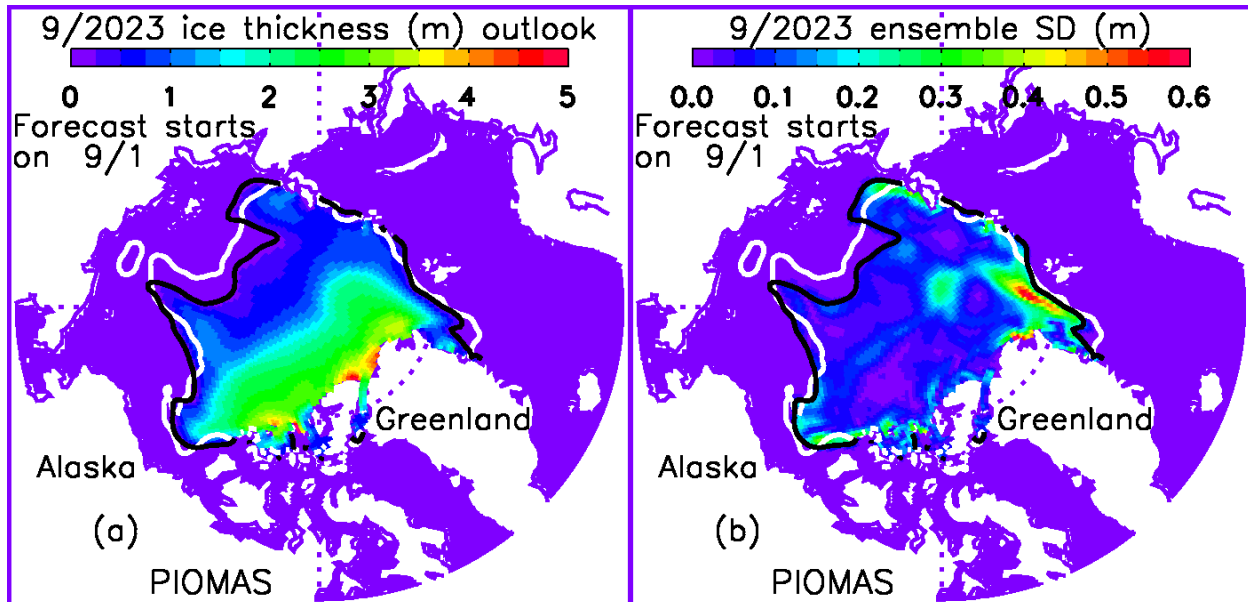 9/2023 ice thickness (m) outlook
0 1 2 3 4 5
Forecast starts
on 9/1
Greenland
Alaska
(a)
PIOMAS
9/2023 ensemble SD (m)
0.0 0.1 0.2 0.3 0.4 0.5 0.6
Forecast starts
on 9/1
Greenland
Alaska
(b)
PIOMAS